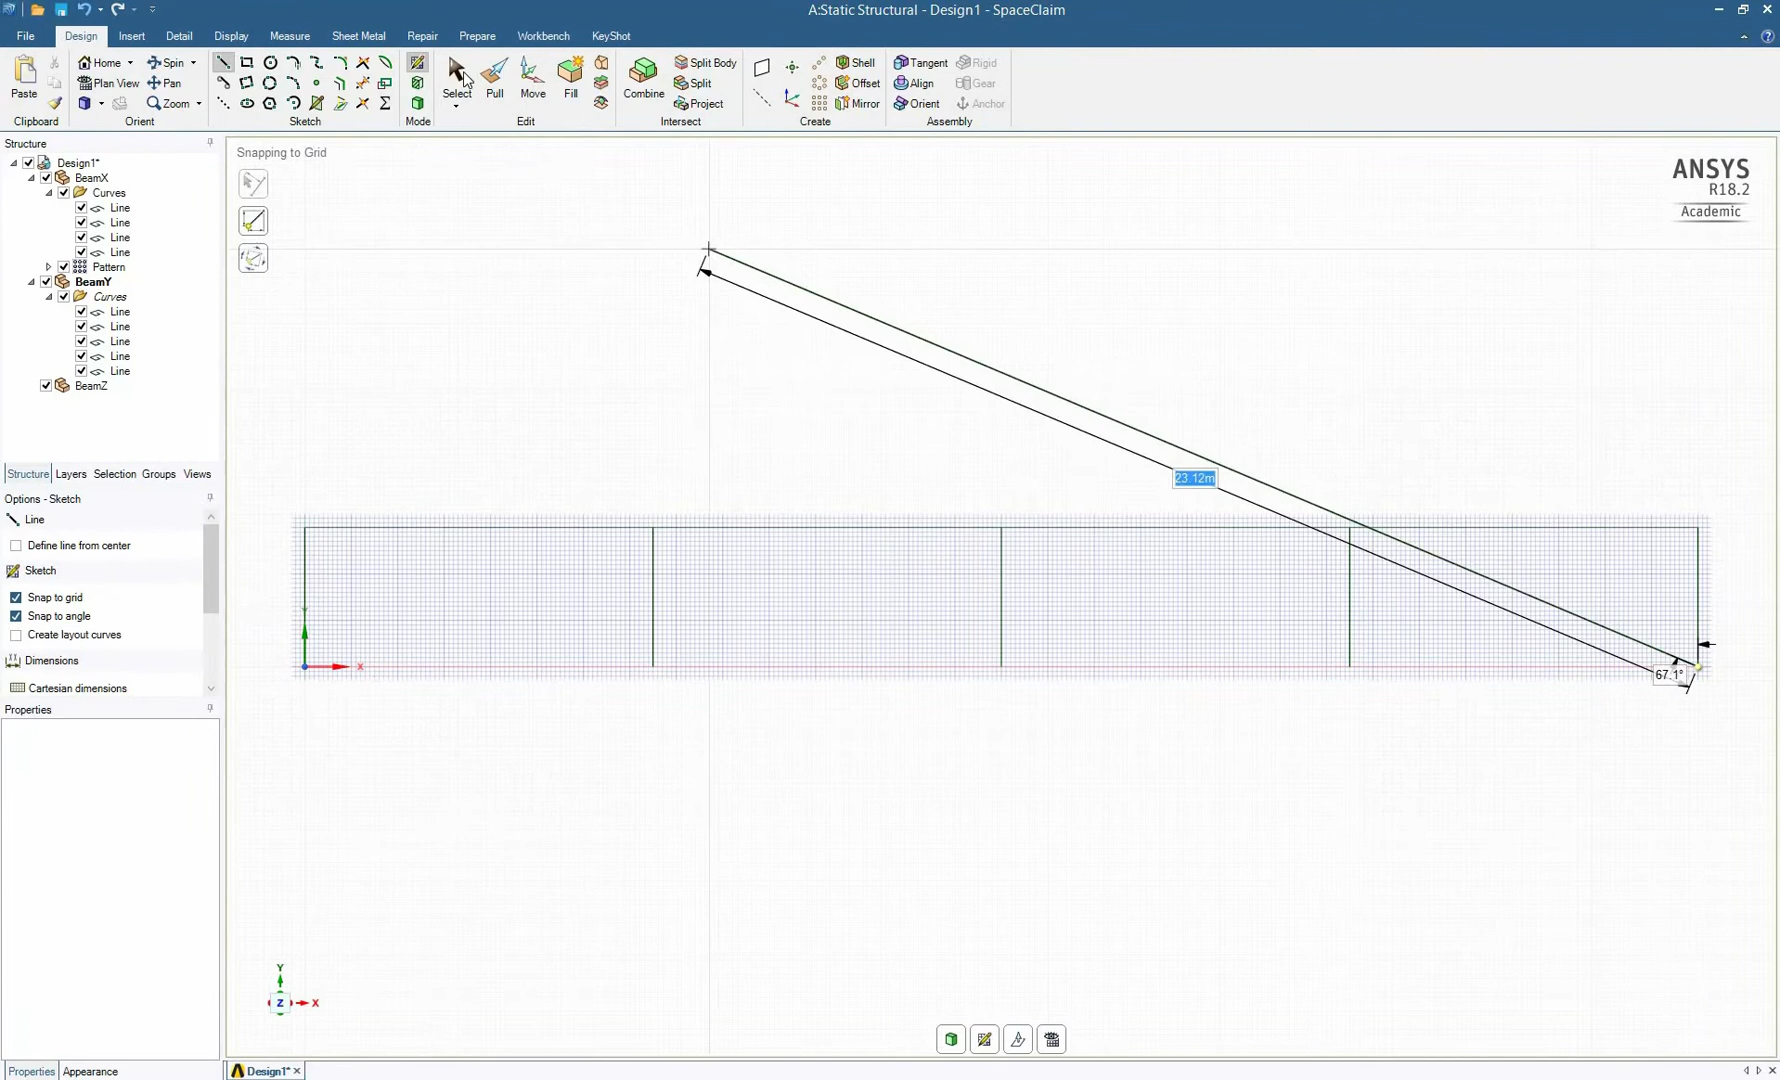 A:Static Structural - Design1 - SpaceClaim
File Design Insert Detail Display Measure Sheet Metal Repair Prepare Workbench KeyShot
Paste
Home Spin
Plan View Pan
Zoom
Select Pull Move Fill
Combine
Split Body
Split
Project
Shell
Offset
Mirror
Tangent Rigid
Align Gear
Orient Anchor
Clipboard Orient Sketch Mode Edit Intersect Create Assembly
Structure
Design1*
BeamX
Curves
Line
Line
Line
Line
Pattern
BeamY
Curves
Line
Line
Line
Line
Line
BeamZ
Structure Layers Selection Groups Views
Options - Sketch
Line
Define line from center
Sketch
Snap to grid
Snap to angle
Create layout curves
Dimensions
Cartesian dimensions
Properties
Properties Appearance
Snapping to Grid
ANSYS
R18.2
Academic
23.12m
67.1°
X
Y
Z X
Design1*